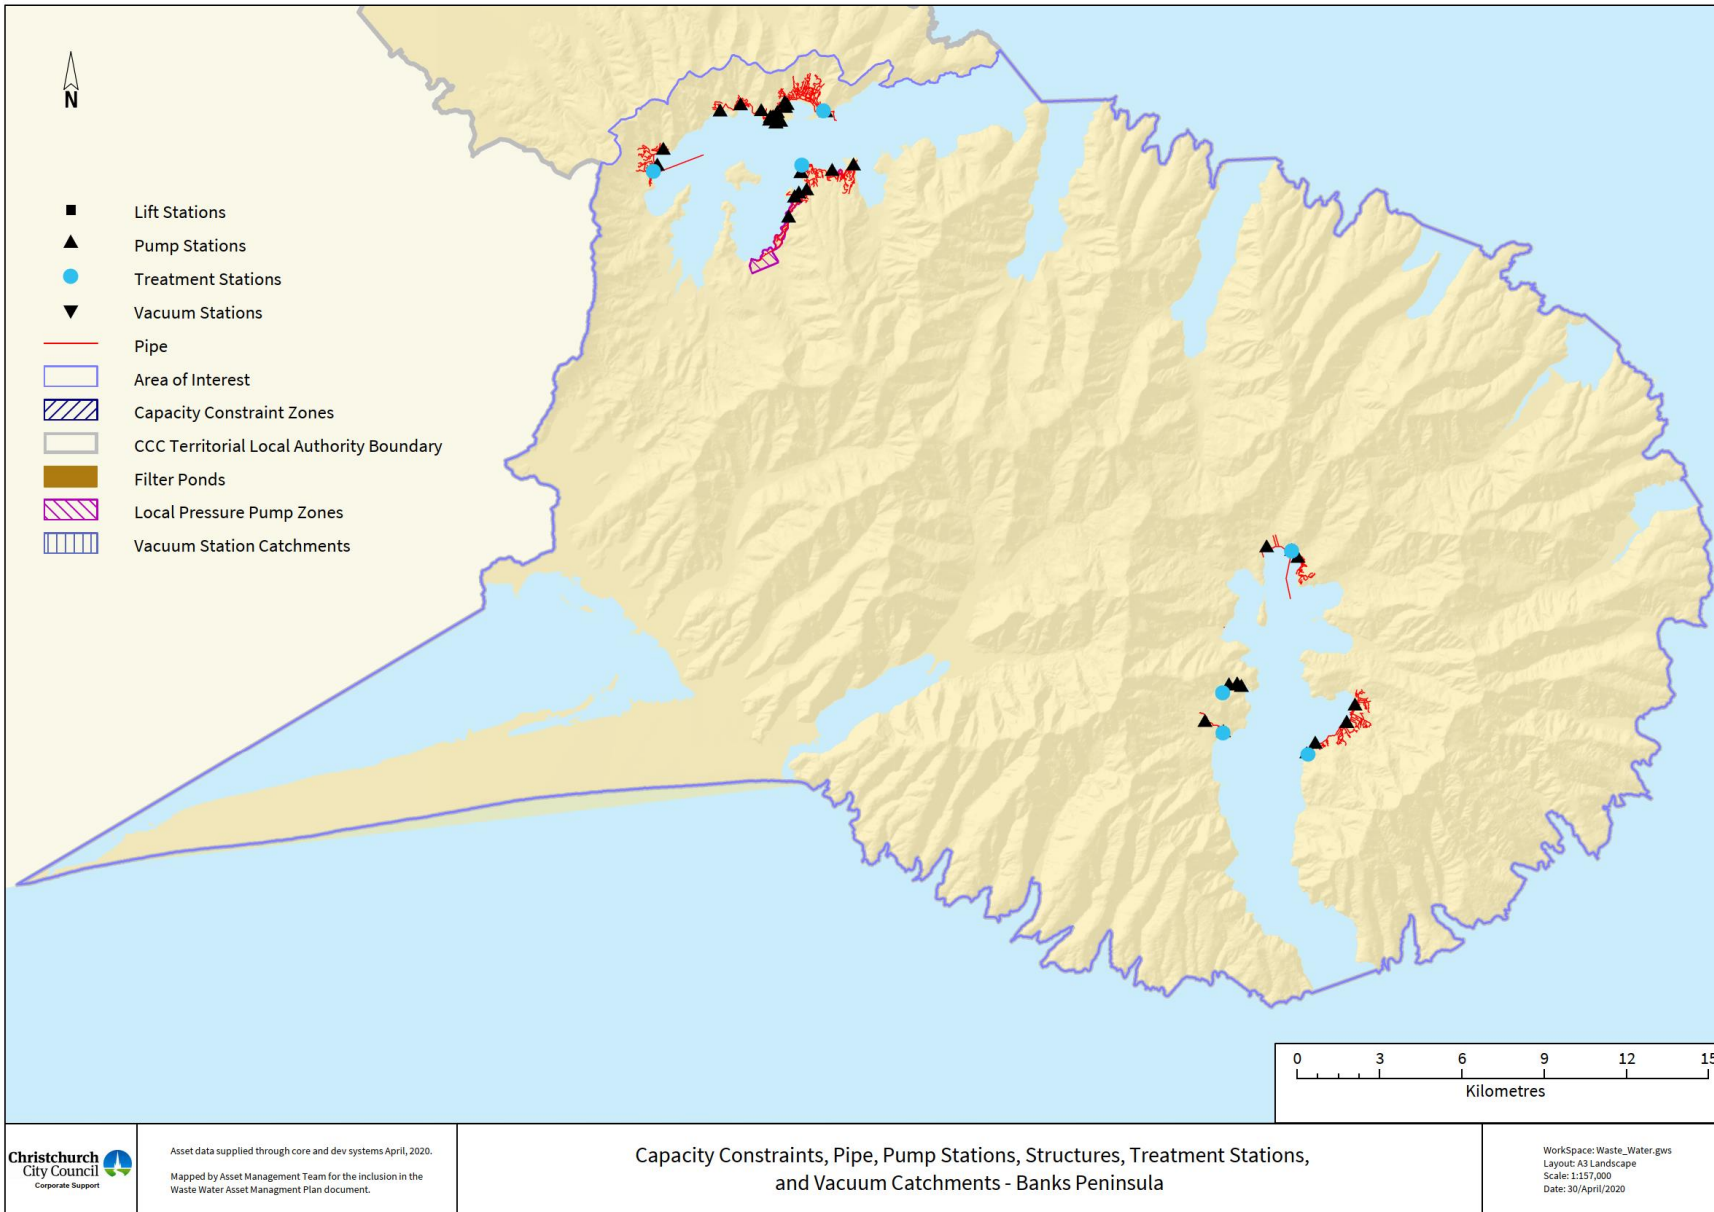 N
Lift Stations
Pump Stations
Treatment Stations
Vacuum Stations
Pipe
Area of Interest
Capacity Constraint Zones
CCC Territorial Local Authority Boundary
Filter Ponds
Local Pressure Pump Zones
Vacuum Station Catchments
0 3 6 9 12 15
Kilometres
Christchurch
City Council
Corporate Support
Asset data supplied through core and dev systems April, 2020.
Mapped by Asset Management Team for the inclusion in the
Waste Water Asset Managment Plan document.
Capacity Constraints, Pipe, Pump Stations, Structures, Treatment Stations,
and Vacuum Catchments - Banks Peninsula
WorkSpace: Waste_Water.gws
Layout: A3 Landscape
Scale: 1:157,000
Date: 30/April/2020